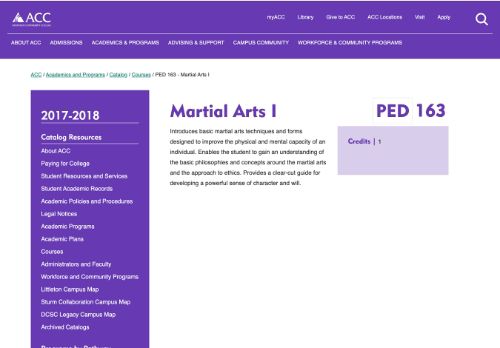 ACC
myACC Library Give to ACC ACC Locations Visit Apply
ABOUT ACC ADMISSIONS ACADEMICS & PROGRAMS ADVISING & SUPPORT CAMPUS COMMUNITY WORKFORCE & COMMUNITY PROGRAMS
ACC / Academics and Programs / Catalog / Courses / PED 163 - Martial Arts I
2017-2018
Catalog Resources
About ACC
Paying for College
Student Resources and Services
Student Academic Records
Academic Policies and Procedures
Legal Notices
Academic Programs
Academic Plans
Courses
Administrators and Faculty
Workforce and Community Programs
Littleton Campus Map
Sturm Collaboration Campus Map
DCSC Legacy Campus Map
Archived Catalogs
Martial Arts I
Introduces basic martial arts techniques and forms
designed to improve the physical and mental capacity of an
individual. Enables the student to gain an understanding of
the basic philosophies and concepts around the martial arts
and the approach to ethics. Provides a clear-cut guide for
developing a powerful sense of character and will.
PED 163
Credits | 1